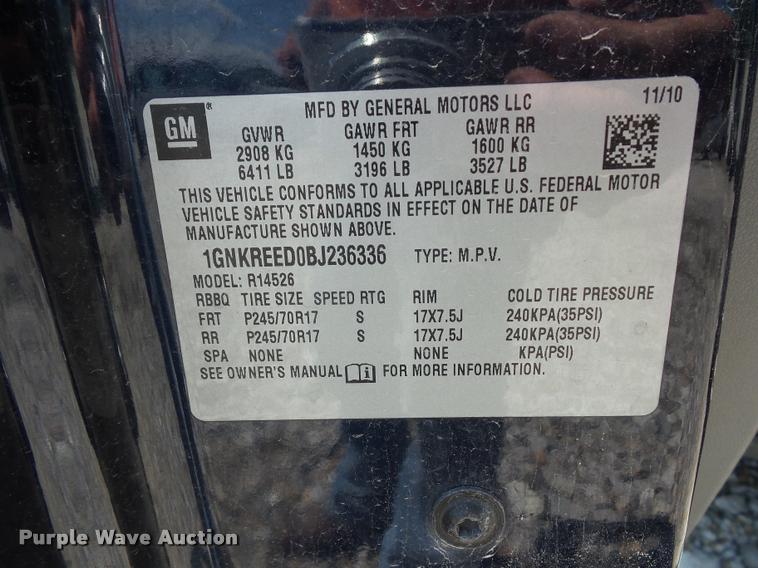 GM ®
MFD BY GENERAL MOTORS LLC 11/10
GVWR GAWR FRT GAWR RR
2908 KG 1450 KG 1600 KG
6411 LB 3196 LB 3527 LB
THIS VEHICLE CONFORMS TO ALL APPLICABLE U.S. FEDERAL MOTOR
VEHICLE SAFETY STANDARDS IN EFFECT ON THE DATE OF
MANUFACTURE SHOWN ABOVE.
1GNKREED0BJ236336 TYPE: M.P.V.
MODEL: R14526
RBBQ TIRE SIZE SPEED RTG RIM COLD TIRE PRESSURE
FRT P245/70R17 S 17X7.5J 240KPA(35PSI)
RR P245/70R17 S 17X7.5J 240KPA(35PSI)
SPA NONE NONE KPA(PSI)
SEE OWNER'S MANUAL i FOR MORE INFORMATION.
Purple Wave Auction®